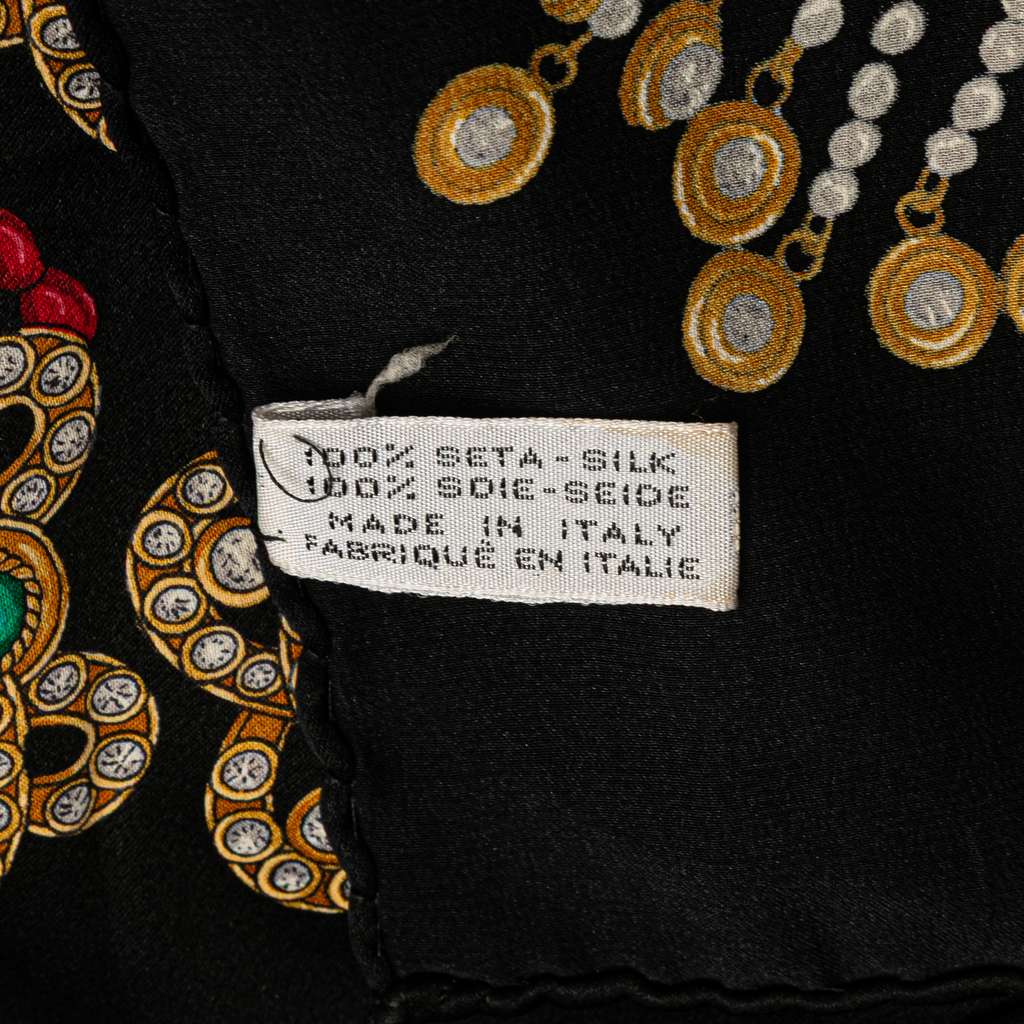 100% SETA-SILK
100% SOIE-SEIDE
MADE IN ITALY
FABRIQUÉ EN ITALIE